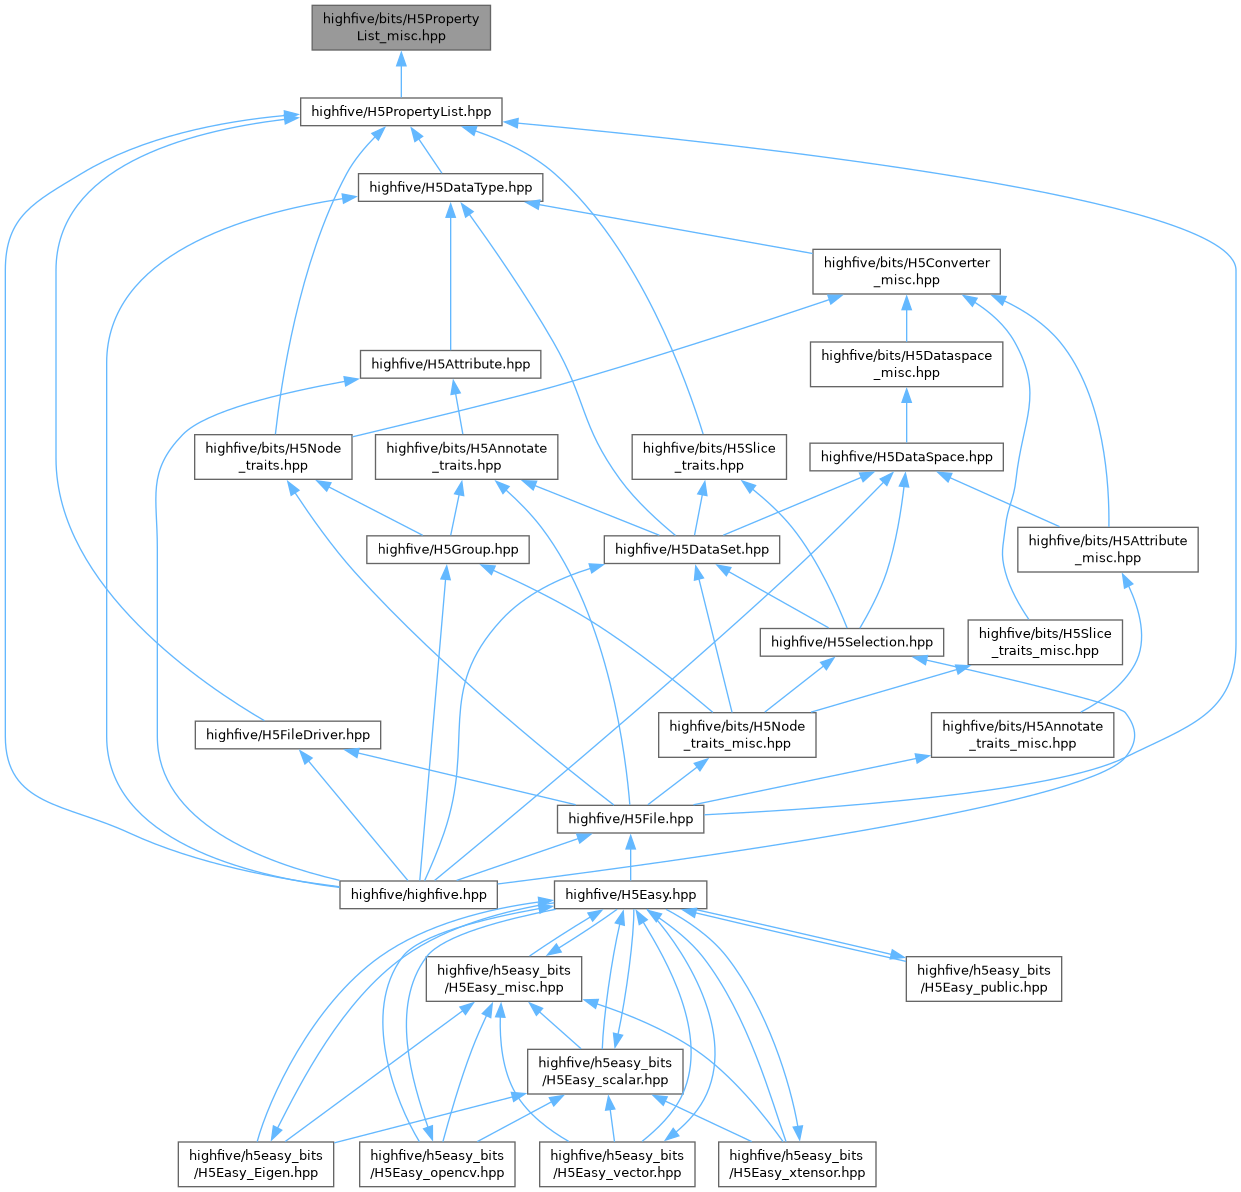 highfive/bits/H5Property
List_misc.hpp
highfive/H5PropertyList.hpp
highfive/H5DataType.hpp
highfive/bits/H5Converter
_misc.hpp
highfive/bits/H5Dataspace
_misc.hpp
highfive/H5Attribute.hpp
highfive/bits/H5Node
_traits.hpp
highfive/bits/H5Annotate
_traits.hpp
highfive/bits/H5Slice
_traits.hpp
highfive/H5DataSpace.hpp
highfive/H5Group.hpp
highfive/H5DataSet.hpp
highfive/bits/H5Attribute
_misc.hpp
highfive/H5Selection.hpp
highfive/bits/H5Slice
_traits_misc.hpp
highfive/H5FileDriver.hpp
highfive/bits/H5Node
_traits_misc.hpp
highfive/bits/H5Annotate
_traits_misc.hpp
highfive/H5File.hpp
highfive/highfive.hpp
highfive/H5Easy.hpp
highfive/h5easy_bits
/H5Easy_misc.hpp
highfive/h5easy_bits
/H5Easy_public.hpp
highfive/h5easy_bits
/H5Easy_scalar.hpp
highfive/h5easy_bits
/H5Easy_Eigen.hpp
highfive/h5easy_bits
/H5Easy_opencv.hpp
highfive/h5easy_bits
/H5Easy_vector.hpp
highfive/h5easy_bits
/H5Easy_xtensor.hpp